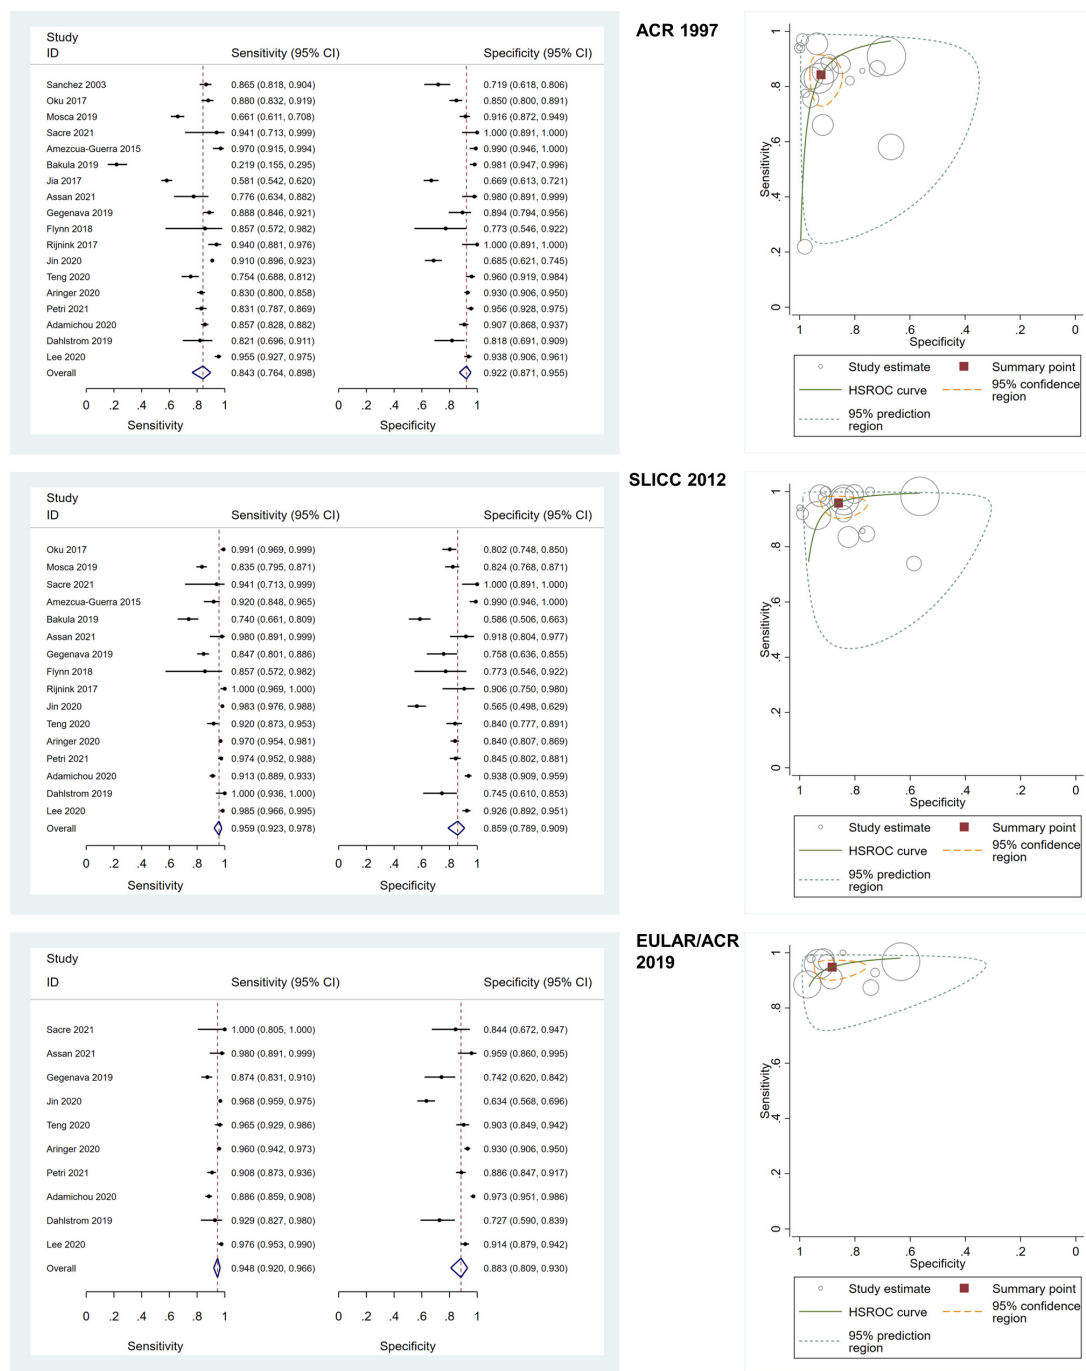 ACR 1997
Study
ID Sensitivity (95% CI) Specificity (95% CI)
Sanchez 2003 0.865 (0.818, 0.904) 0.719 (0.618, 0.806)
Oku 2017 0.880 (0.832, 0.919) 0.850 (0.800, 0.891)
Mosca 2019 0.661 (0.611, 0.708) 0.916 (0.872, 0.949)
Sacre 2021 0.941 (0.713, 0.999) 1.000 (0.891, 1.000)
Amezcua-Guerra 2015 0.970 (0.915, 0.994) 0.990 (0.946, 1.000)
Bakula 2019 0.219 (0.155, 0.295) 0.981 (0.947, 0.996)
Jia 2017 0.581 (0.542, 0.620) 0.669 (0.613, 0.721)
Assan 2021 0.776 (0.634, 0.882) 0.980 (0.891, 0.999)
Gegenava 2019 0.888 (0.846, 0.921) 0.894 (0.794, 0.956)
Flynn 2018 0.857 (0.572, 0.982) 0.773 (0.546, 0.922)
Rijnink 2017 0.940 (0.881, 0.976) 1.000 (0.891, 1.000)
Jin 2020 0.910 (0.896, 0.923) 0.685 (0.621, 0.745)
Teng 2020 0.754 (0.688, 0.812) 0.960 (0.919, 0.984)
Aringer 2020 0.830 (0.800, 0.858) 0.930 (0.906, 0.950)
Petri 2021 0.831 (0.787, 0.869) 0.956 (0.928, 0.975)
Adamichou 2020 0.857 (0.828, 0.882) 0.907 (0.868, 0.937)
Dahlstrom 2019 0.821 (0.696, 0.911) 0.818 (0.691, 0.909)
Lee 2020 0.955 (0.927, 0.975) 0.938 (0.906, 0.961)
Overall 0.843 (0.764, 0.898) 0.922 (0.871, 0.955)
0 .2 .4 .6 .8 1 0 .2 .4 .6 .8 1
Sensitivity Specificity
1
.8
.6
.4
.2
0
Sensitivity
1 .8 .6 .4 .2 0
Specificity
Study estimate Summary point
HSROC curve 95% confidence
region
95% prediction
region
SLICC 2012
Study
ID Sensitivity (95% CI) Specificity (95% CI)
Oku 2017 0.991 (0.969, 0.999) 0.802 (0.748, 0.850)
Mosca 2019 0.835 (0.795, 0.871) 0.824 (0.768, 0.871)
Sacre 2021 0.941 (0.713, 0.999) 1.000 (0.891, 1.000)
Amezcua-Guerra 2015 0.920 (0.848, 0.965) 0.990 (0.946, 1.000)
Bakula 2019 0.740 (0.661, 0.809) 0.586 (0.506, 0.663)
Assan 2021 0.980 (0.891, 0.999) 0.918 (0.804, 0.977)
Gegenava 2019 0.847 (0.801, 0.886) 0.758 (0.636, 0.855)
Flynn 2018 0.857 (0.572, 0.982) 0.773 (0.546, 0.922)
Rijnink 2017 1.000 (0.969, 1.000) 0.906 (0.750, 0.980)
Jin 2020 0.983 (0.976, 0.988) 0.565 (0.498, 0.629)
Teng 2020 0.920 (0.873, 0.953) 0.840 (0.777, 0.891)
Aringer 2020 0.970 (0.954, 0.981) 0.840 (0.807, 0.869)
Petri 2021 0.974 (0.952, 0.988) 0.845 (0.802, 0.881)
Adamichou 2020 0.913 (0.889, 0.933) 0.938 (0.909, 0.959)
Dahlstrom 2019 1.000 (0.936, 1.000) 0.745 (0.610, 0.853)
Lee 2020 0.985 (0.966, 0.995) 0.926 (0.892, 0.951)
Overall 0.959 (0.923, 0.978) 0.859 (0.789, 0.909)
0 .2 .4 .6 .8 1 0 .2 .4 .6 .8 1
Sensitivity Specificity
1
.8
.6
.4
.2
0
Sensitivity
1 .8 .6 .4 .2 0
Specificity
Study estimate Summary point
HSROC curve 95% confidence
region
95% prediction
region
EULAR/ACR
2019
Study
ID Sensitivity (95% CI) Specificity (95% CI)
Sacre 2021 1.000 (0.805, 1.000) 0.844 (0.672, 0.947)
Assan 2021 0.980 (0.891, 0.999) 0.959 (0.860, 0.995)
Gegenava 2019 0.874 (0.831, 0.910) 0.742 (0.620, 0.842)
Jin 2020 0.968 (0.959, 0.975) 0.634 (0.568, 0.696)
Teng 2020 0.965 (0.929, 0.986) 0.903 (0.849, 0.942)
Aringer 2020 0.960 (0.942, 0.973) 0.930 (0.906, 0.950)
Petri 2021 0.908 (0.873, 0.936) 0.886 (0.847, 0.917)
Adamichou 2020 0.886 (0.859, 0.908) 0.973 (0.951, 0.986)
Dahlstrom 2019 0.929 (0.827, 0.980) 0.727 (0.590, 0.839)
Lee 2020 0.976 (0.953, 0.990) 0.914 (0.879, 0.942)
Overall 0.948 (0.920, 0.966) 0.883 (0.809, 0.930)
0 .2 .4 .6 .8 1 0 .2 .4 .6 .8 1
Sensitivity Specificity
1
.8
.6
.4
.2
0
Sensitivity
1 .8 .6 .4 .2 0
Specificity
Study estimate Summary point
HSROC curve 95% confidence
region
95% prediction
region